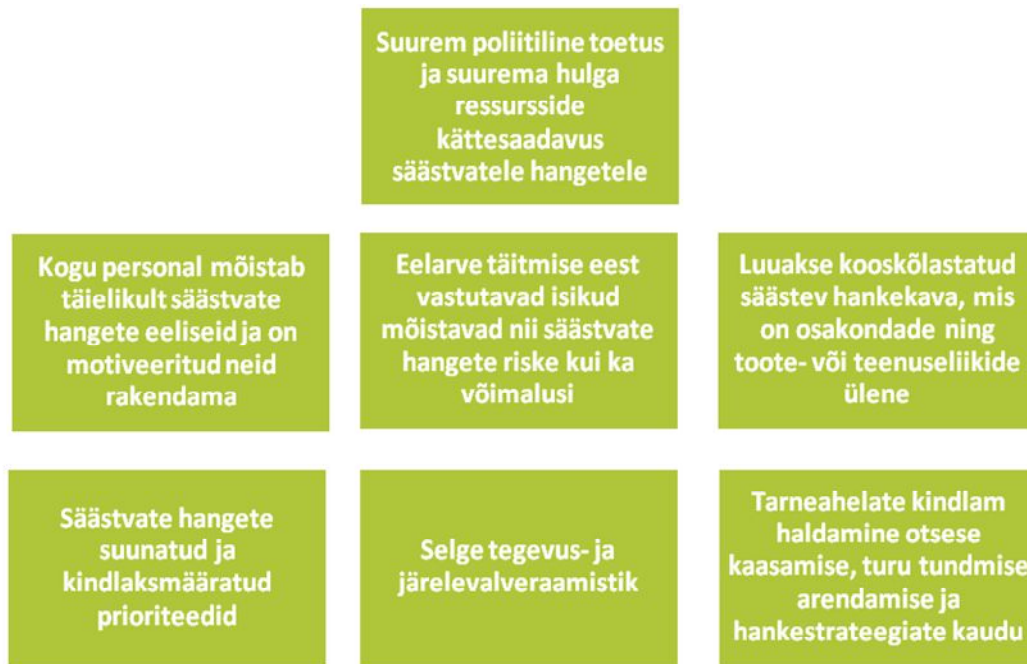 Suurem poliitiline toetus
ja suurema hulga
ressursside
kättesaadavus
säästvatele hangetele
Kogu personal mõistab
täielikult säästvate
hangete eeliseid ja on
motiveeritud neid
rakendama
Eelarve täitmise eest
vastutavad isikud
mõistavad nii säästvate
hangete riske kui ka
võimalusi
Luuakse kooskõlastatud
säästev hankekava, mis
on osakondade ning
toote- või teenuseliikide
ülene
Säästvate hangete
suunatud ja
kindlaksmääratud
prioriteedid
Selge tegevus- ja
järelevalveraamistik
Tarneahelate kindlam
haldamine otsese
kaasamise, turu tundmise
arendamise ja
hankestrateegiate kaudu